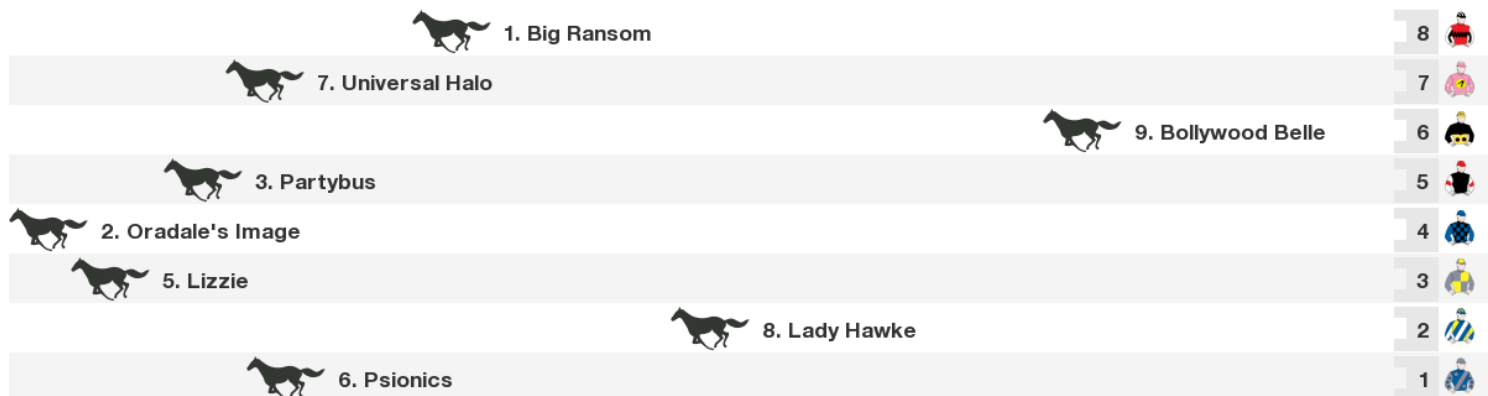 1. Big Ransom 8
7. Universal Halo 7
9. Bollywood Belle 6
3. Partybus 5
2. Oradale's Image 4
5. Lizzie 3
8. Lady Hawke 2
6. Psionics 1